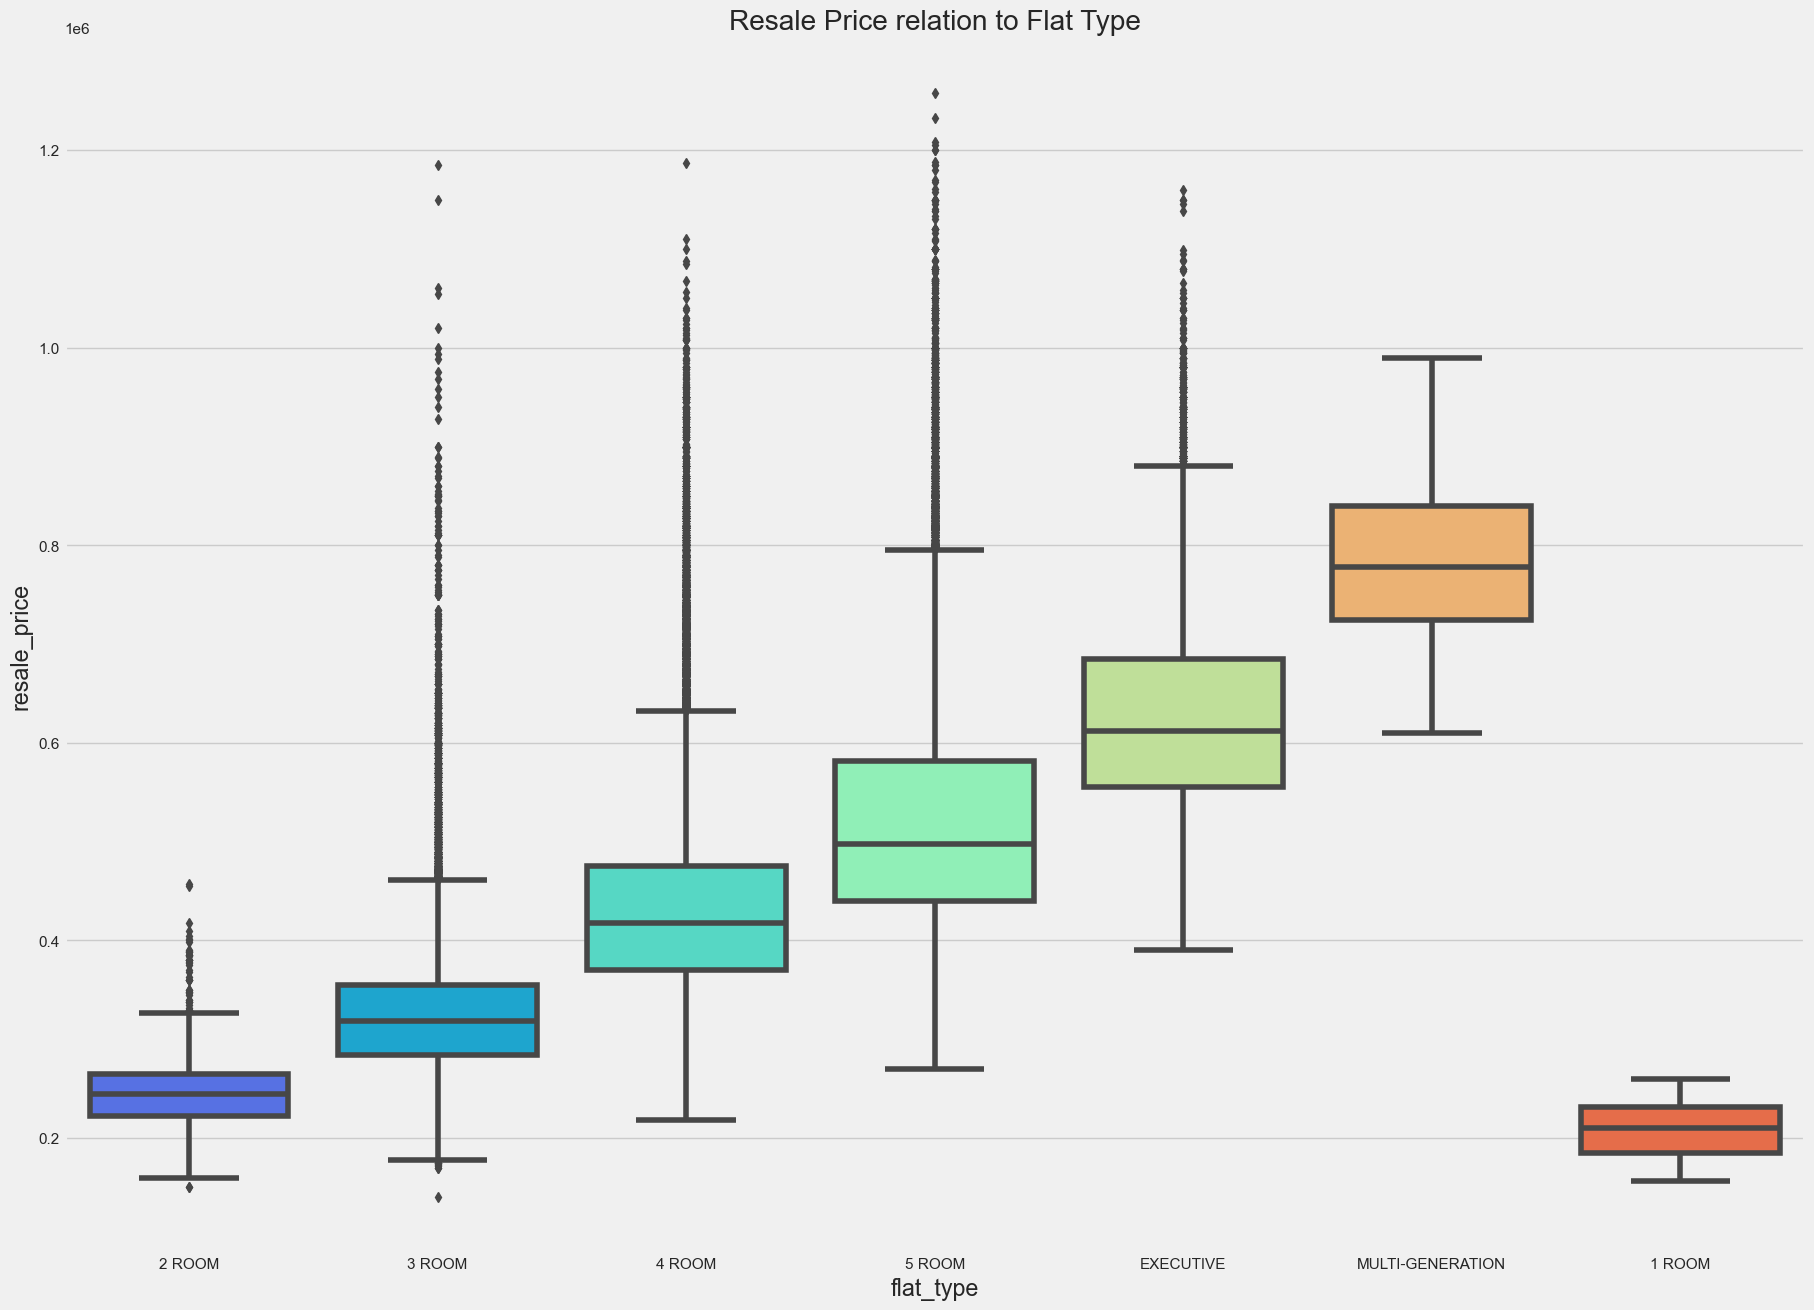 Resale Price relation to Flat Type
1e6
1.2
1.0
0.8
0.6
0.4
0.2
resale_price
2 ROOM
3 ROOM
4 ROOM
5 ROOM
EXECUTIVE
MULTI-GENERATION
1 ROOM
flat_type